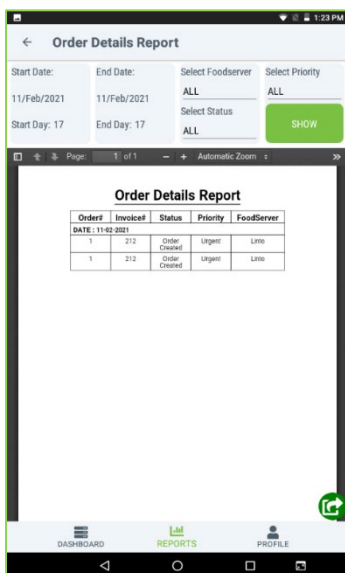 1:23 PM
Order Details Report
Start Date: End Date: Select Foodserver Select Priority
11/Feb/2021 11/Feb/2021 ALL ALL
Select Status
Start Day: 17 End Day: 17 ALL SHOW
Page: 1 of 1 Automatic Zoom
Order Details Report
Order# Invoice# Status Priority FoodServer
DATE : 11-02-2021
1 212 Order Created Urgent Linto
1 212 Order Created Urgent Linto
DASHBOARD REPORTS PROFILE